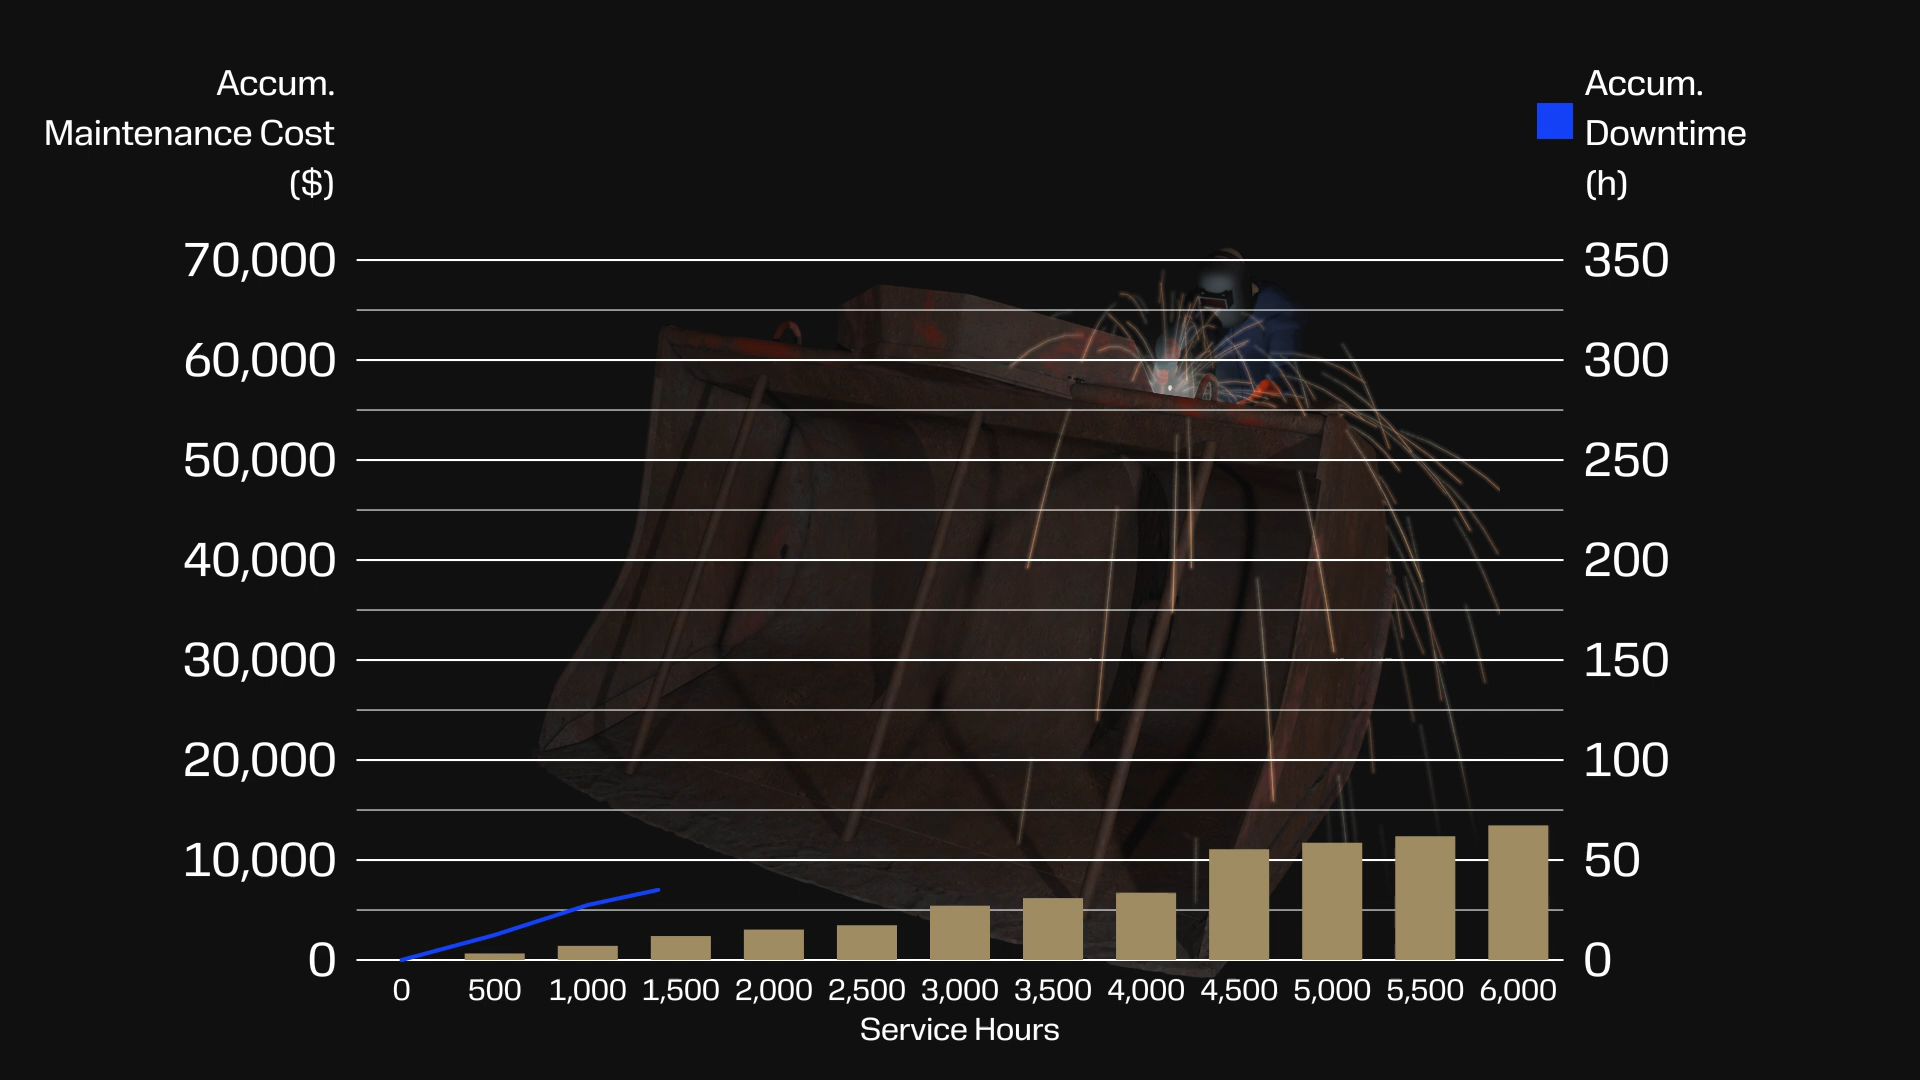 Accum.
Maintenance Cost
($)
Accum.
Downtime
(h)
70,000
350
60,000
300
50,000
250
40,000
200
30,000
150
20,000
100
10,000
50
0
0
0 500 1,000 1,500 2,000 2,500 3,000 3,500 4,000 4,500 5,000 5,500 6,000
Service Hours